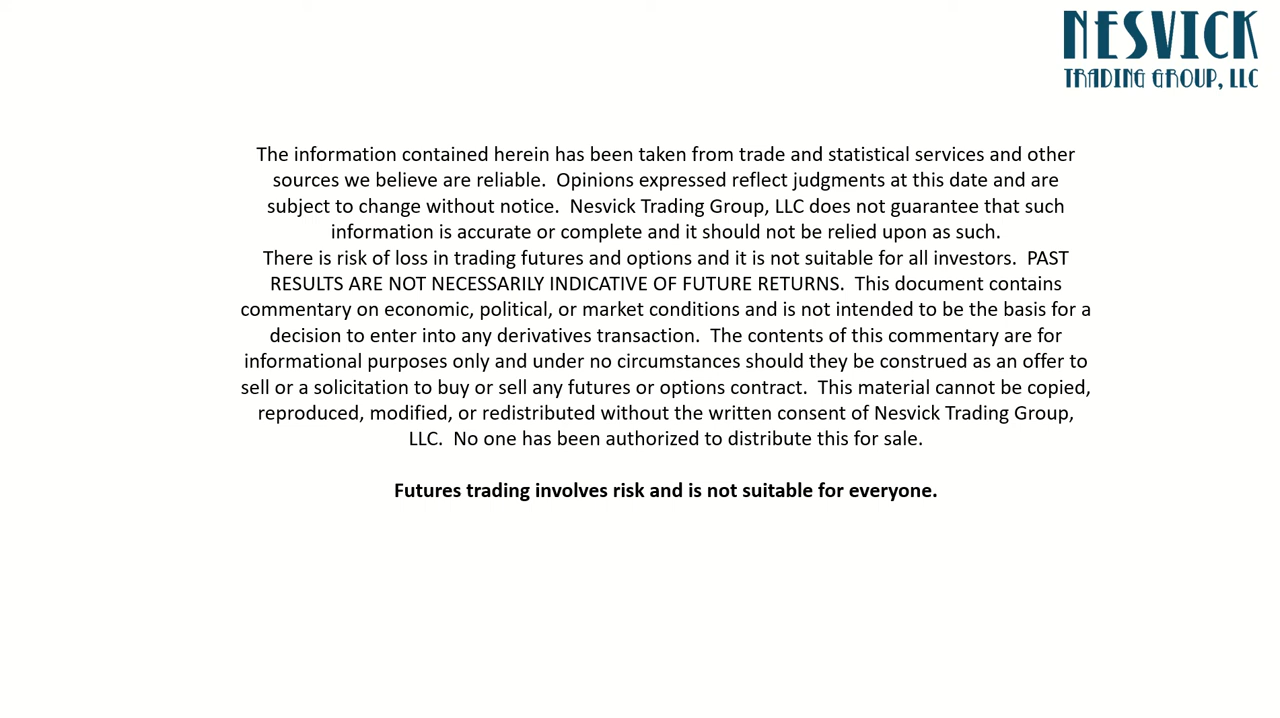 NESVICK
TRADING GROUP, LLC
The information contained herein has been taken from trade and statistical services and other
sources we believe are reliable.  Opinions expressed reflect judgments at this date and are
subject to change without notice.  Nesvick Trading Group, LLC does not guarantee that such
information is accurate or complete and it should not be relied upon as such.
There is risk of loss in trading futures and options and it is not suitable for all investors.  PAST
RESULTS ARE NOT NECESSARILY INDICATIVE OF FUTURE RETURNS.  This document contains
commentary on economic, political, or market conditions and is not intended to be the basis for a
decision to enter into any derivatives transaction.  The contents of this commentary are for
informational purposes only and under no circumstances should they be construed as an offer to
sell or a solicitation to buy or sell any futures or options contract.  This material cannot be copied,
reproduced, modified, or redistributed without the written consent of Nesvick Trading Group,
LLC.  No one has been authorized to distribute this for sale.
Futures trading involves risk and is not suitable for everyone.